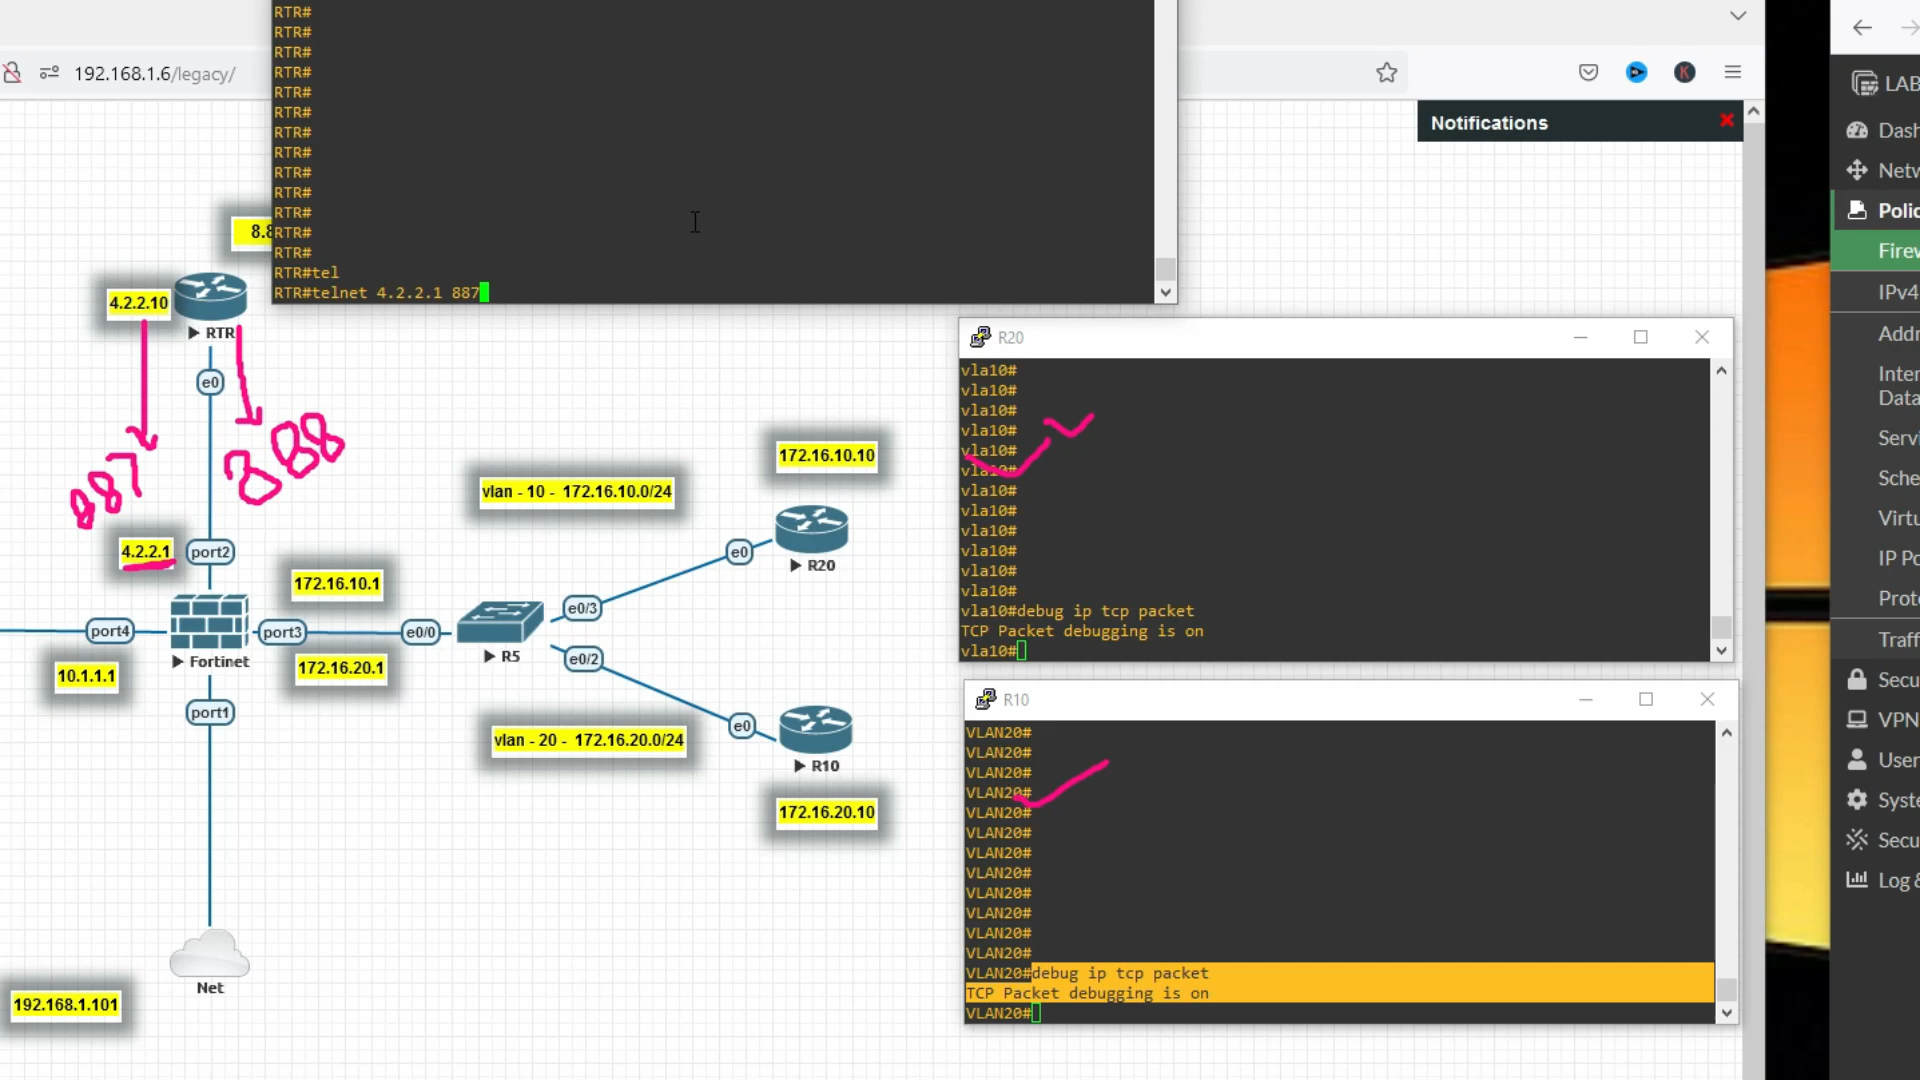 RTR#
RTR#
RTR#
RTR#
RTR#
RTR#
RTR#
RTR#
RTR#
RTR#
RTR#
RTR#
RTR#
RTR#tel
RTR#telnet 4.2.2.1 887
192.168.1.6/legacy/
K
Notifications
8.8
4.2.2.10
RTR
e0
887
888
4.2.2.1
port2
172.16.10.1
port4
port3
e0/0
Fortinet
10.1.1.1
172.16.20.1
port1
R5
e0/3
e0/2
vlan - 10 - 172.16.10.0/24
vlan - 20 - 172.16.20.0/24
172.16.10.10
e0
R20
e0
R10
172.16.20.10
Net
192.168.1.101
R20
vla10#
vla10#
vla10#
vla10#
vla10#
vla10#
vla10#
vla10#
vla10#
vla10#
vla10#
vla10#
vla10#debug ip tcp packet
TCP Packet debugging is on
vla10#
R10
VLAN20#
VLAN20#
VLAN20#
VLAN20#
VLAN20#
VLAN20#
VLAN20#
VLAN20#
VLAN20#
VLAN20#
VLAN20#
VLAN20#
VLAN20#debug ip tcp packet
TCP Packet debugging is on
VLAN20#
LAB
Dash
Netw
Polic
Firew
IPv4
Addr
Inter
Data
Servi
Sche
Virtu
IP Po
Proto
Traff
Secu
VPN
User
Syste
Secu
Log &